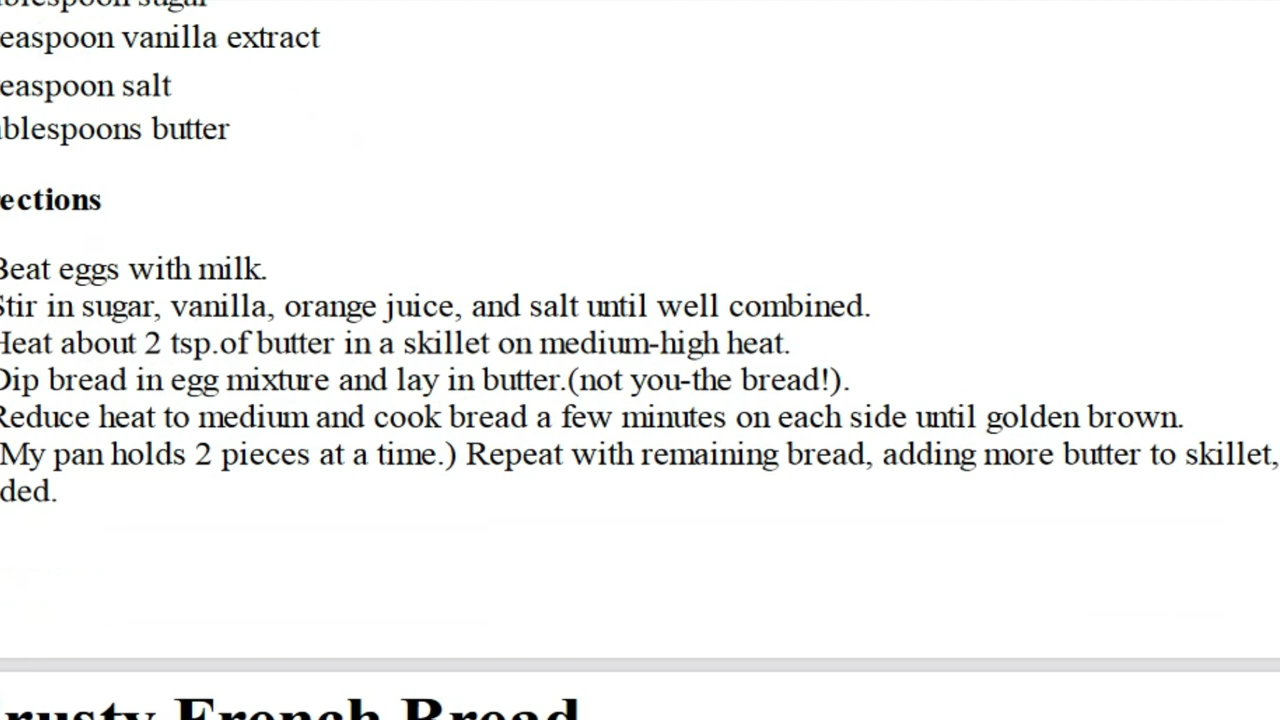 ablespoon sugar
easpoon vanilla extract
easpoon salt
ablespoons butter
ections
Beat eggs with milk.
Stir in sugar, vanilla, orange juice, and salt until well combined.
Heat about 2 tsp.of butter in a skillet on medium-high heat.
Dip bread in egg mixture and lay in butter.(not you-the bread!).
Reduce heat to medium and cook bread a few minutes on each side until golden brown.
My pan holds 2 pieces at a time.) Repeat with remaining bread, adding more butter to skillet,
ded.
rusty French Bread